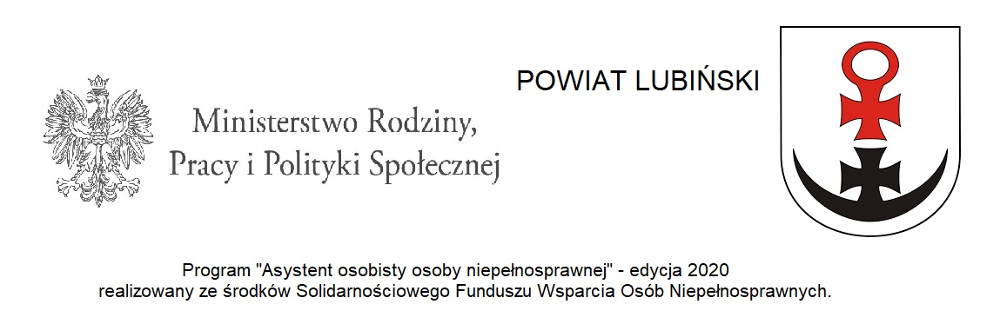 POWIAT LUBIŃSKI
Ministerstwo Rodziny,
Pracy i Polityki Społecznej
Program "Asystent osobisty osoby niepełnosprawnej" - edycja 2020
realizowany ze środków Solidarnościowego Funduszu Wsparcia Osób Niepełnosprawnych.